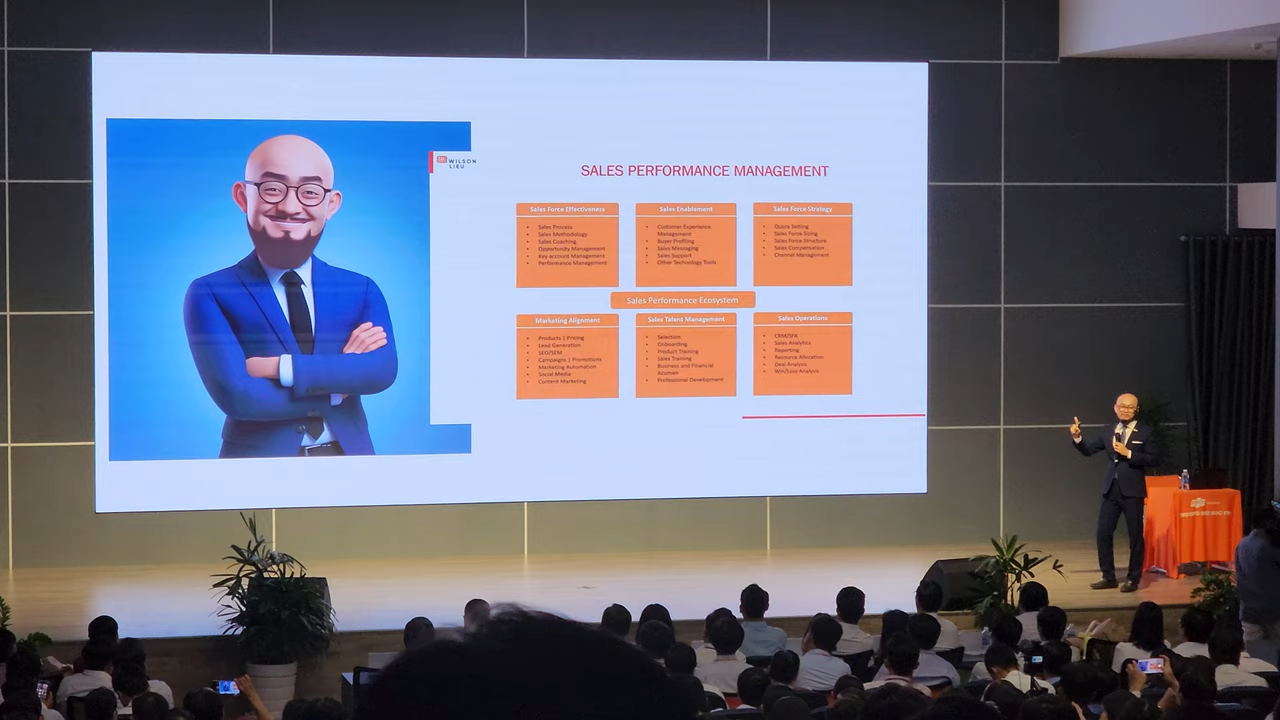 WILSON
LIEU
SALES PERFORMANCE MANAGEMENT
Sales Force Effectiveness
• Sales Process
• Sales Methodology
• Sales Coaching
• Opportunity Management
• Key account Management
• Performance Management
Sales Enablement
• Customer Experience
Management
• Buyer Profiling
• Sales Messaging
• Sales Support
• Other Technology Tools
Sales Force Strategy
• Quota Setting
• Sales Force Sizing
• Sales Force Structure
• Sales Compensation
• Channel Management
Sales Performance Ecosystem
Marketing Alignment
• Products | Pricing
• Lead Generation
• SEO/SEM
• Campaigns | Promotions
• Marketing Automation
• Social Media
• Content Marketing
Sales Talent Management
• Selection
• Onboarding
• Product Training
• Sales Training
• Business and Financial
Acumen
• Professional Development
Sales Operations
• CRM/SFA
• Sales Analytics
• Reporting
• Resource Allocation
• Deal Analysis
• Win/Loss Analysis